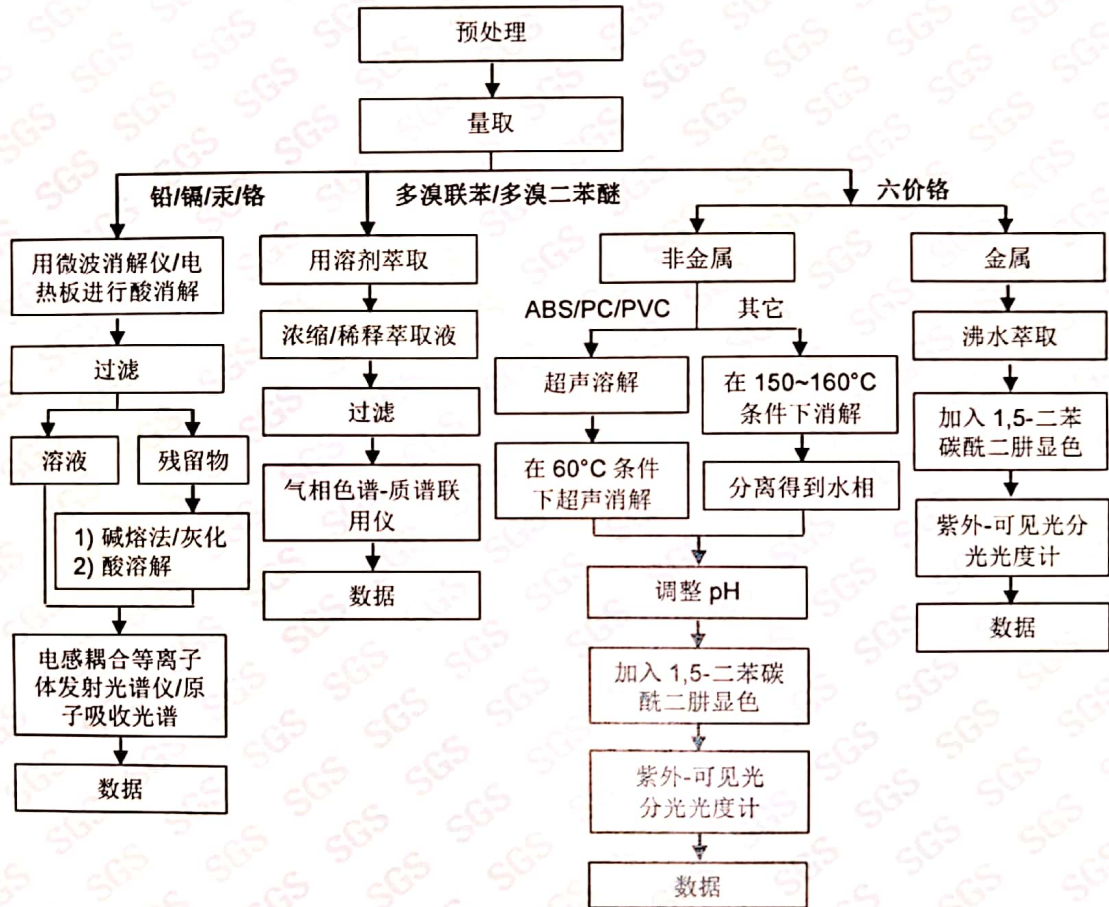 预处理
量取
铅/镉/汞/铬
多溴联苯/多溴二苯醚
六价铬
用微波消解仪/电
热板进行酸消解
过滤
溶液
残留物
1) 碱熔法/灰化
2) 酸溶解
电感耦合等离子
体发射光谱仪/原
子吸收光谱
数据
用溶剂萃取
浓缩/稀释萃取液
过滤
气相色谱-质谱联
用仪
数据
非金属
ABS/PC/PVC
其它
超声溶解
在 60°C 条件
下超声消解
在 150~160°C
条件下消解
分离得到水相
调整 pH
加入 1,5-二苯碳
酰二肼显色
紫外-可见光
分光光度计
数据
金属
沸水萃取
加入 1,5-二苯
碳酰二肼显色
紫外-可见光分
光光度计
数据
SGS